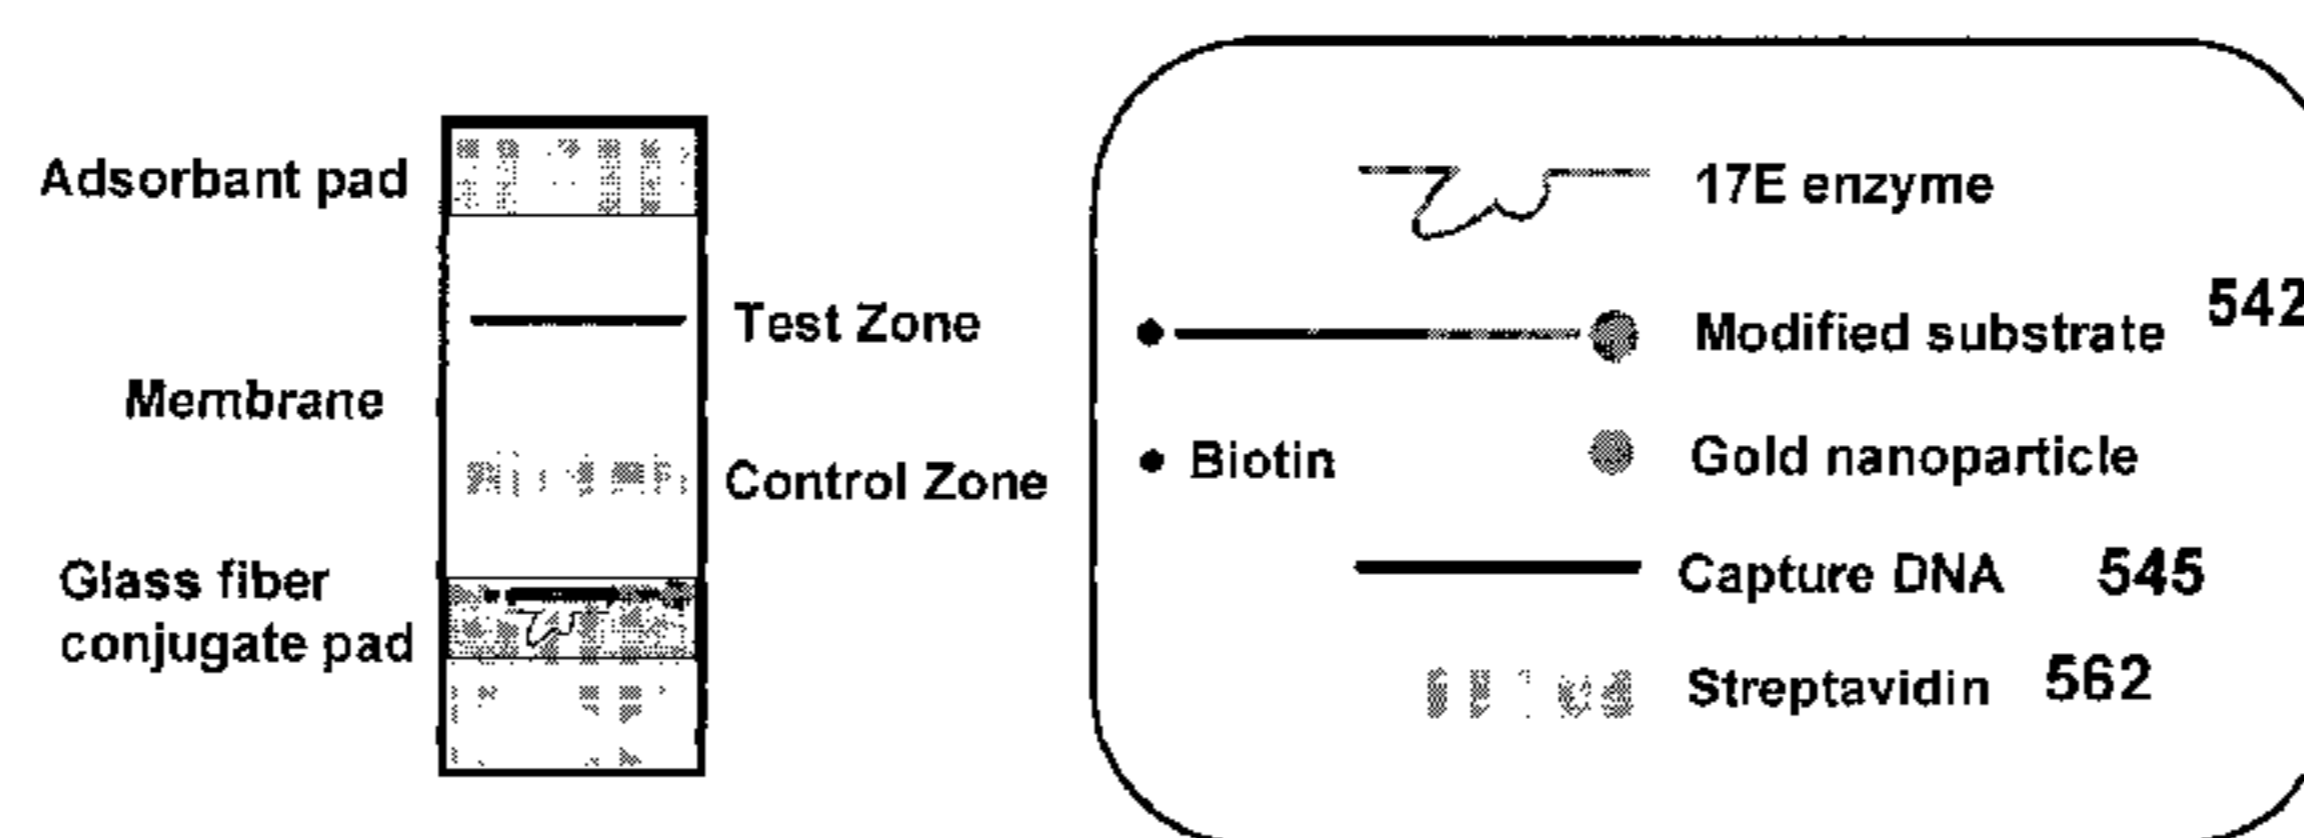 Adsorbant pad
Test Zone
Membrane
Control Zone
Glass fiber
conjugate pad
17E enzyme
Modified substrate 542
Biotin
Gold nanoparticle
Capture DNA 545
Streptavidin 562